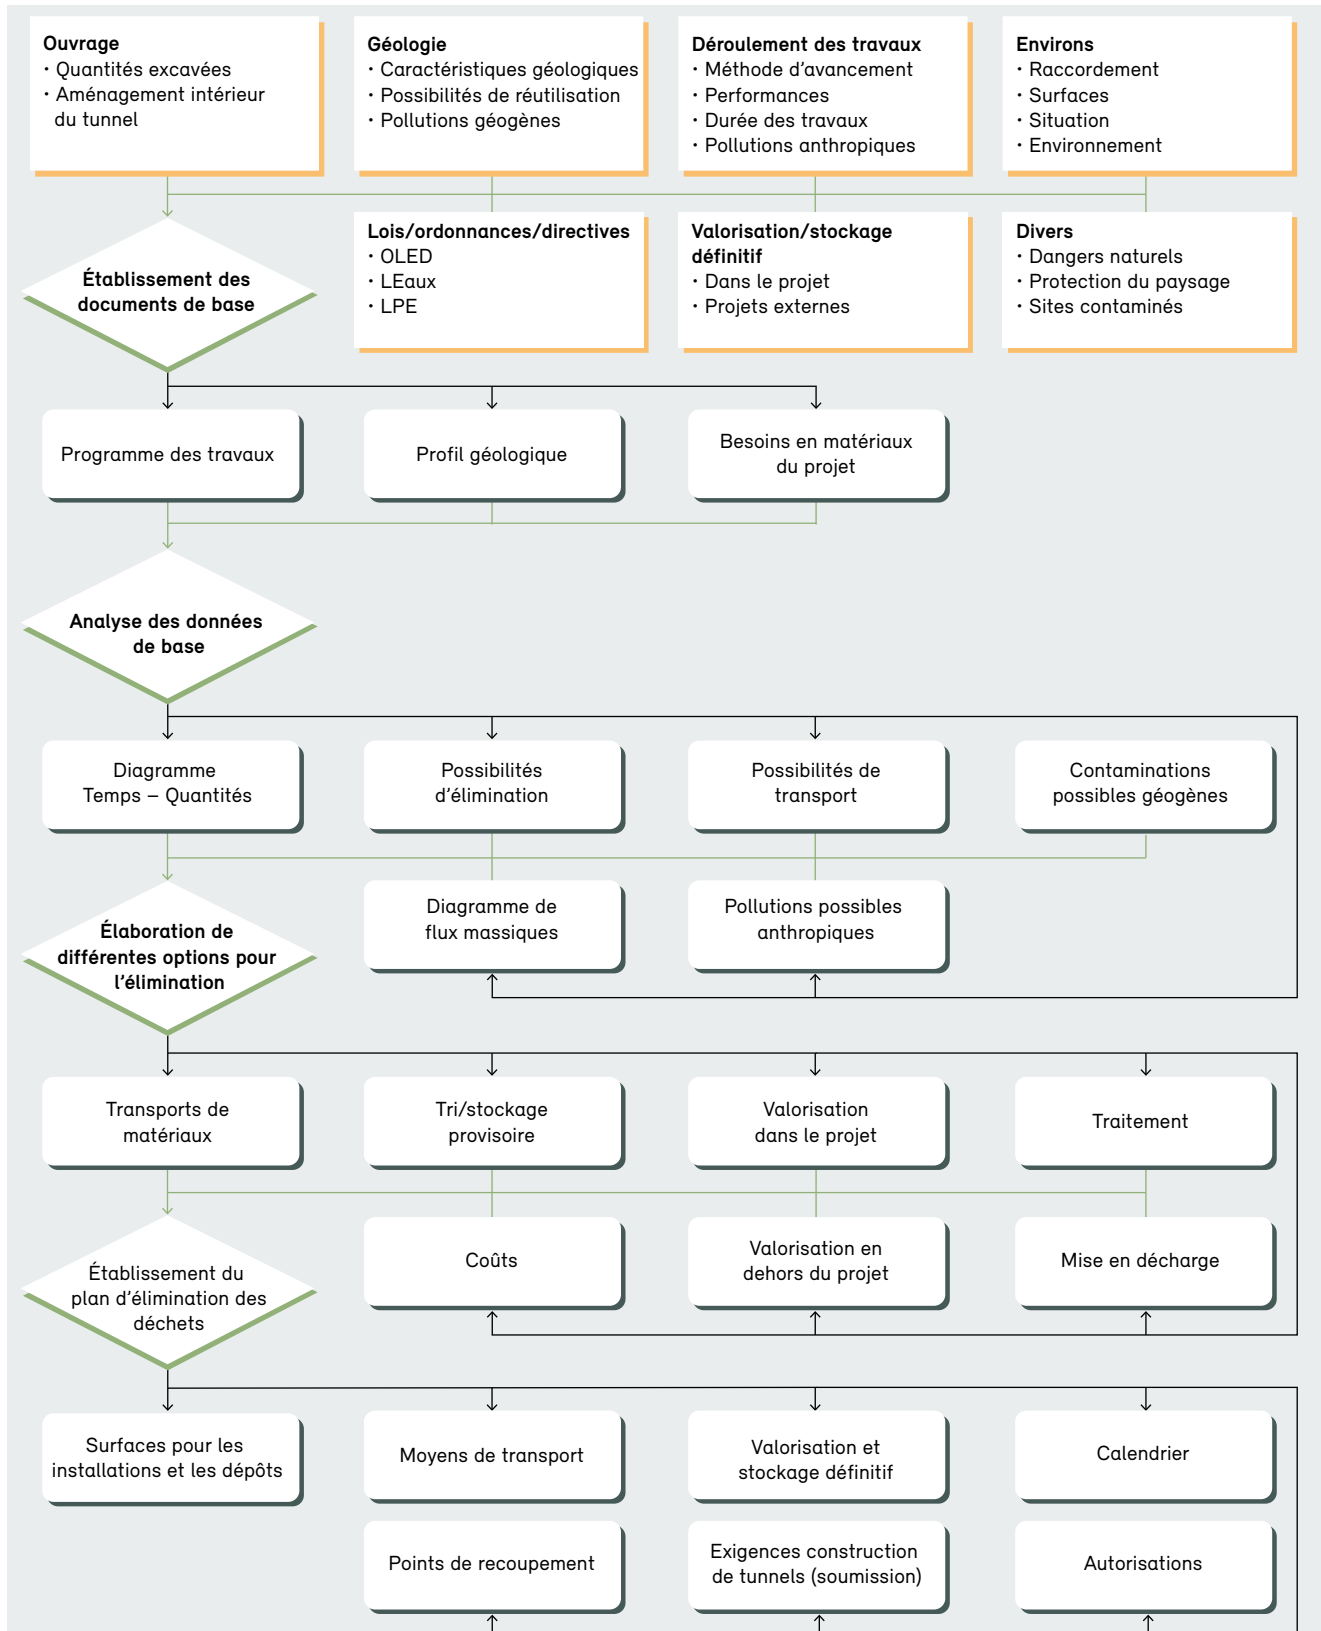 Ouvrage
· Quantités excavées
· Aménagement intérieur
du tunnel
Géologie
· Caractéristiques géologiques
· Possibilités de réutilisation
· Pollutions géogènes
Déroulement des travaux
· Méthode d'avancement
· Performances
· Durée des travaux
· Pollutions anthropiques
Environs
· Raccordement
· Surfaces
· Situation
· Environnement
Établissement des
documents de base
Lois/ordonnances/directives
· OLED
· LEaux
· LPE
Valorisation/stockage
définitif
· Dans le projet
· Projets externes
Divers
· Dangers naturels
· Protection du paysage
· Sites contaminés
Programme des travaux
Profil géologique
Besoins en matériaux
du projet
Analyse des données
de base
Diagramme
Temps – Quantités
Possibilités
d'élimination
Possibilités de
transport
Contaminations
possibles géogènes
Élaboration de
différentes options pour
l'élimination
Diagramme de
flux massiques
Pollutions possibles
anthropiques
Transports de
matériaux
Tri/stockage
provisoire
Valorisation
dans le projet
Traitement
Établissement du
plan d'élimination des
déchets
Coûts
Valorisation en
dehors du projet
Mise en décharge
Surfaces pour les
installations et les dépôts
Moyens de transport
Valorisation et
stockage définitif
Calendrier
Points de recoupement
Exigences construction
de tunnels (soumission)
Autorisations